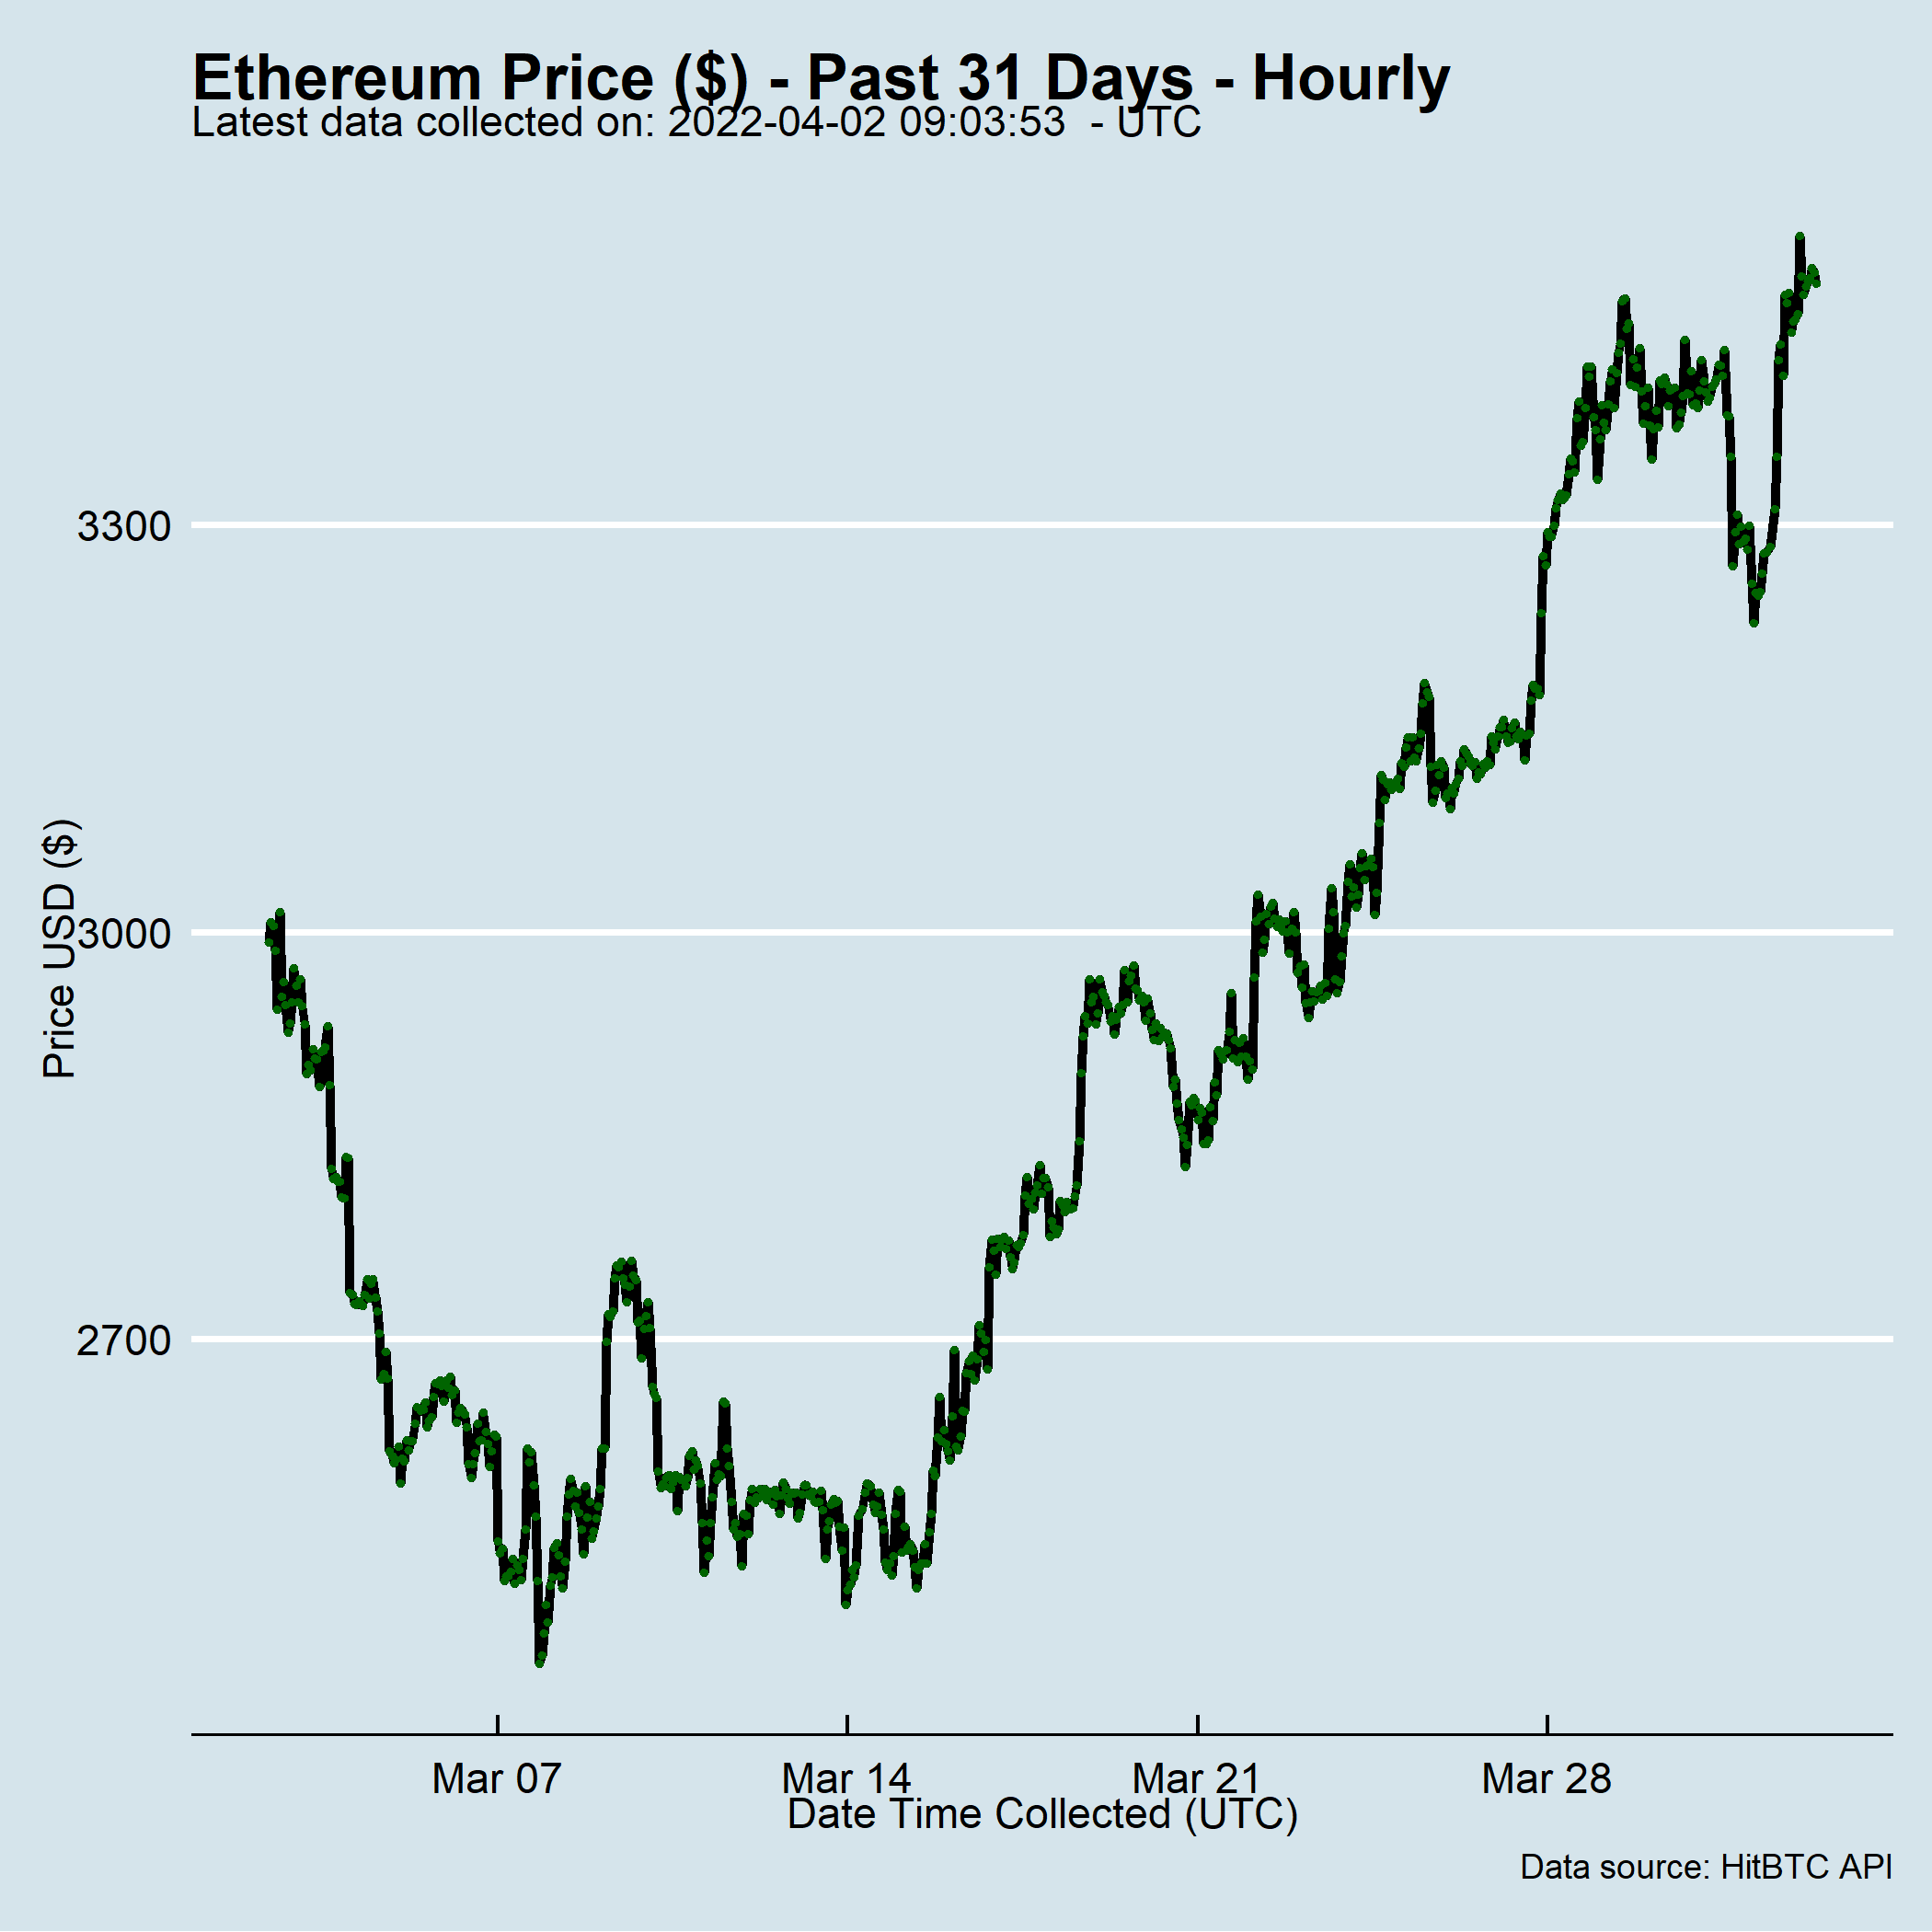 Ethereum Price ($) - Past 31 Days - Hourly
Latest data collected on: 2022-04-02 09:03:53  - UTC
Price USD ($)
3300
3000
2700
Mar 07
Mar 14
Mar 21
Mar 28
Date Time Collected (UTC)
Data source: HitBTC API